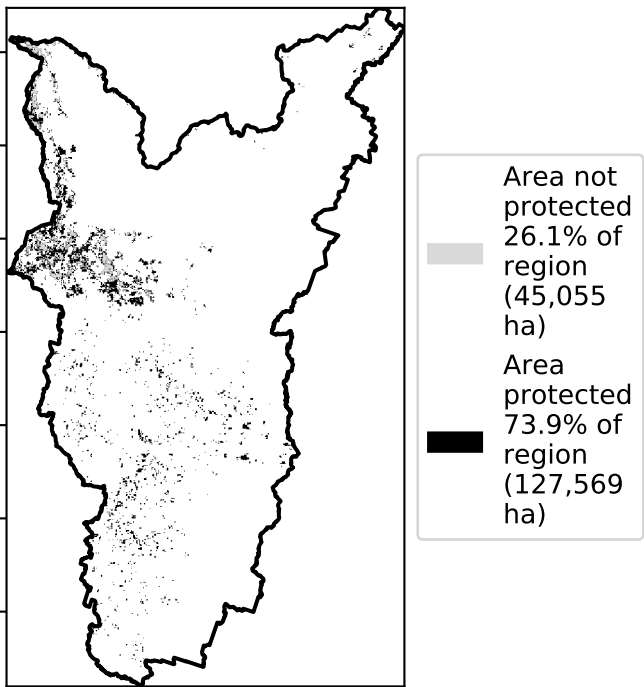 Area not
protected
26.1% of
region
(45,055
ha)
Area
protected
73.9% of
region
(127,569
ha)